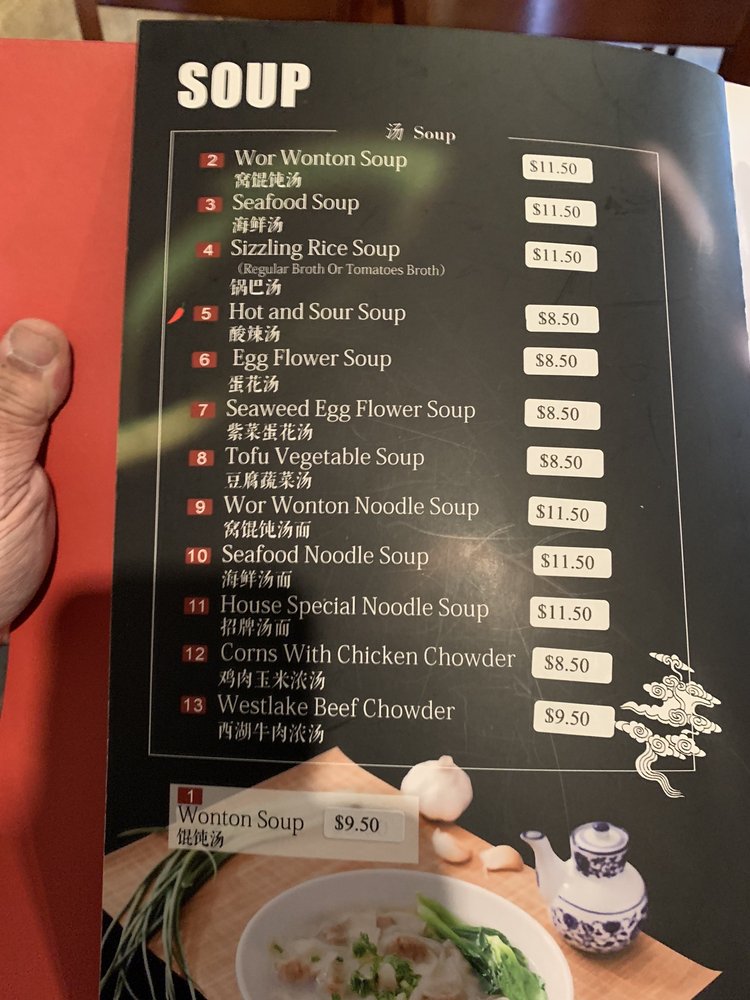 SOUP
汤 Soup
2 Wor Wonton Soup $11.50
窝馄饨汤
3 Seafood Soup $11.50
海鲜汤
4 Sizzling Rice Soup $11.50
(Regular Broth Or Tomatoes Broth)
锅巴汤
5 Hot and Sour Soup $8.50
酸辣汤
6 Egg Flower Soup $8.50
蛋花汤
7 Seaweed Egg Flower Soup $8.50
紫菜蛋花汤
8 Tofu Vegetable Soup $8.50
豆腐蔬菜汤
9 Wor Wonton Noodle Soup $11.50
窝馄饨汤面
10 Seafood Noodle Soup $11.50
海鲜汤面
11 House Special Noodle Soup $11.50
招牌汤面
12 Corns With Chicken Chowder $8.50
鸡肉玉米浓汤
13 Westlake Beef Chowder $9.50
西湖牛肉浓汤
1
Wonton Soup $9.50
馄饨汤